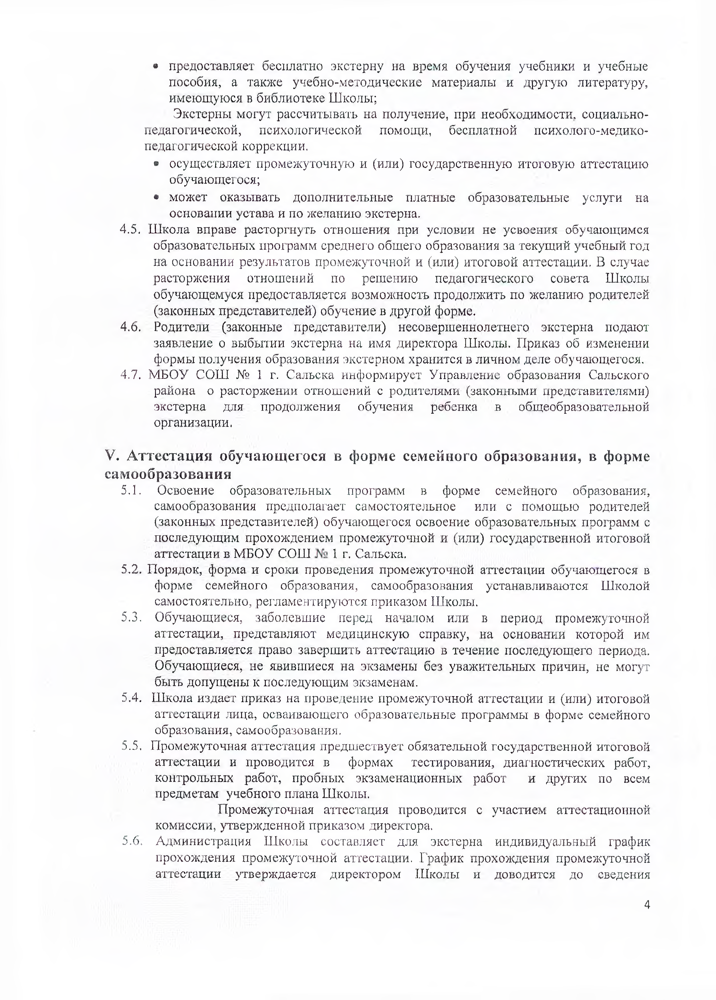 • предоставляет бесплатно экстерну на время обучения учебники и учебные
пособия, а также учебно-методические материалы и другую литературу,
имеющуюся в библиотеке Школы;
Экстерны могут рассчитывать на получение, при необходимости, социально-
педагогической, психологической помощи, бесплатной психолого-медико-
педагогической коррекции.
• осуществляет промежуточную и (или) государственную итоговую аттестацию
обучающегося;
• может оказывать дополнительные платные образовательные услуги на
основании устава и по желанию экстерна.
4.5. Школа вправе расторгнуть отношения при условии не усвоения обучающимся
образовательных программ среднего общего образования за текущий учебный год
на основании результатов промежуточной и (или) итоговой аттестации. В случае
расторжения отношений по решению педагогического совета Школы
обучающемуся предоставляется возможность продолжить по желанию родителей
(законных представителей) обучение в другой форме.
4.6. Родители (законные представители) несовершеннолетнего экстерна подают
заявление о выбытии экстерна на имя директора Школы. Приказ об изменении
формы получения образования экстерном хранится в личном деле обучающегося.
4.7. МБОУ СОШ № 1 г. Сальска информирует Управление образования Сальского
района о расторжении отношений с родителями (законными представителями)
экстерна для продолжения обучения ребенка в общеобразовательной
организации.
V. Аттестация обучающегося в форме семейного образования, в форме
самообразования
5.1. Освоение образовательных программ в форме семейного образования,
самообразования предполагает самостоятельное или с помощью родителей
(законных представителей) обучающегося освоение образовательных программ с
последующим прохождением промежуточной и (или) государственной итоговой
аттестации в МБОУ СОШ № 1 г. Сальска.
5.2. Порядок, форма и сроки проведения промежуточной аттестации обучающегося в
форме семейного образования, самообразования устанавливаются Школой
самостоятельно, регламентируются приказом Школы.
5.3. Обучающиеся, заболевшие перед началом или в период промежуточной
аттестации, представляют медицинскую справку, на основании которой им
предоставляется право завершить аттестацию в течение последующего периода.
Обучающиеся, не явившиеся на экзамены без уважительных причин, не могут
быть допущены к последующим экзаменам.
5.4. Школа издает приказ на проведение промежуточной аттестации и (или) итоговой
аттестации лица, осваивающего образовательные программы в форме семейного
образования, самообразования.
5.5. Промежуточная аттестация предшествует обязательной государственной итоговой
аттестации и проводится в формах тестирования, диагностических работ,
контрольных работ, пробных экзаменационных работ и других по всем
предметам учебного плана Школы.
Промежуточная аттестация проводится с участием аттестационной
комиссии, утвержденной приказом директора.
5.6. Администрация Школы составляет для экстерна индивидуальный график
прохождения промежуточной аттестации. График прохождения промежуточной
аттестации утверждается директором Школы и доводится до сведения
4